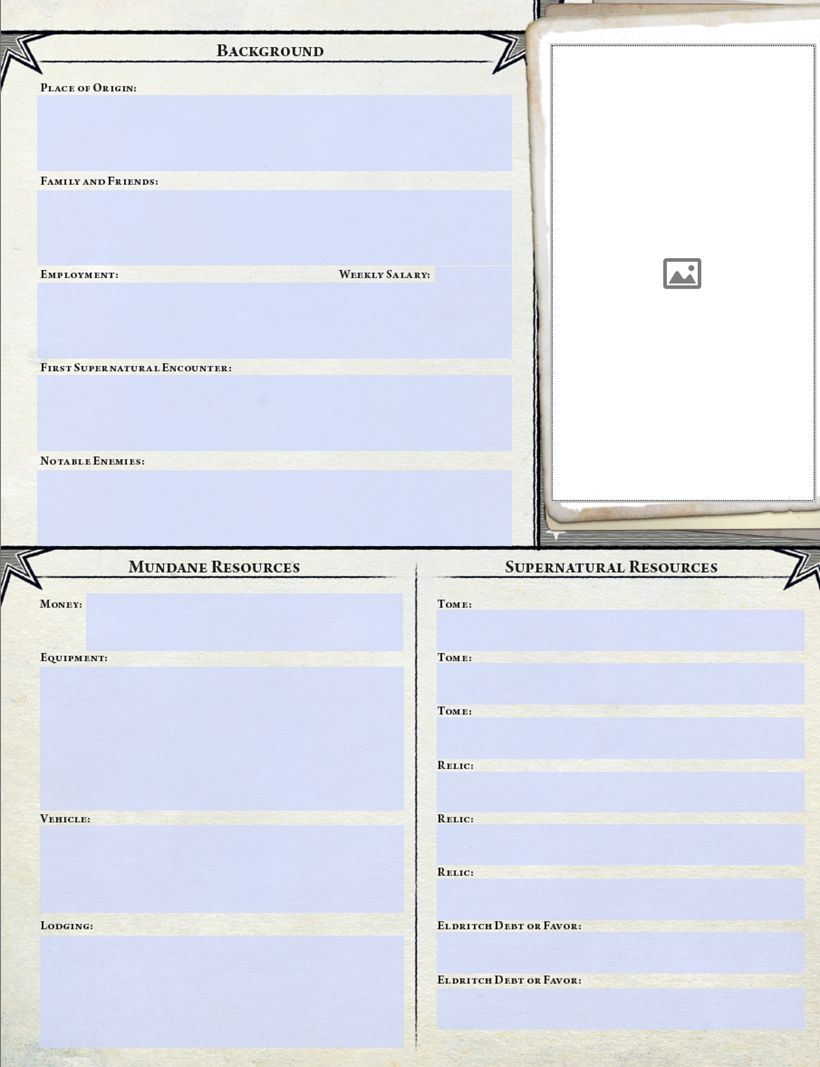 Background
Place of Origin:
Family and Friends:
Employment: Weekly Salary:
First Supernatural Encounter:
Notable Enemies:
Mundane Resources
Money:
Equipment:
Vehicle:
Lodging:
Supernatural Resources
Tome:
Tome:
Tome:
Relic:
Relic:
Relic:
Eldritch Debt or Favor:
Eldritch Debt or Favor: